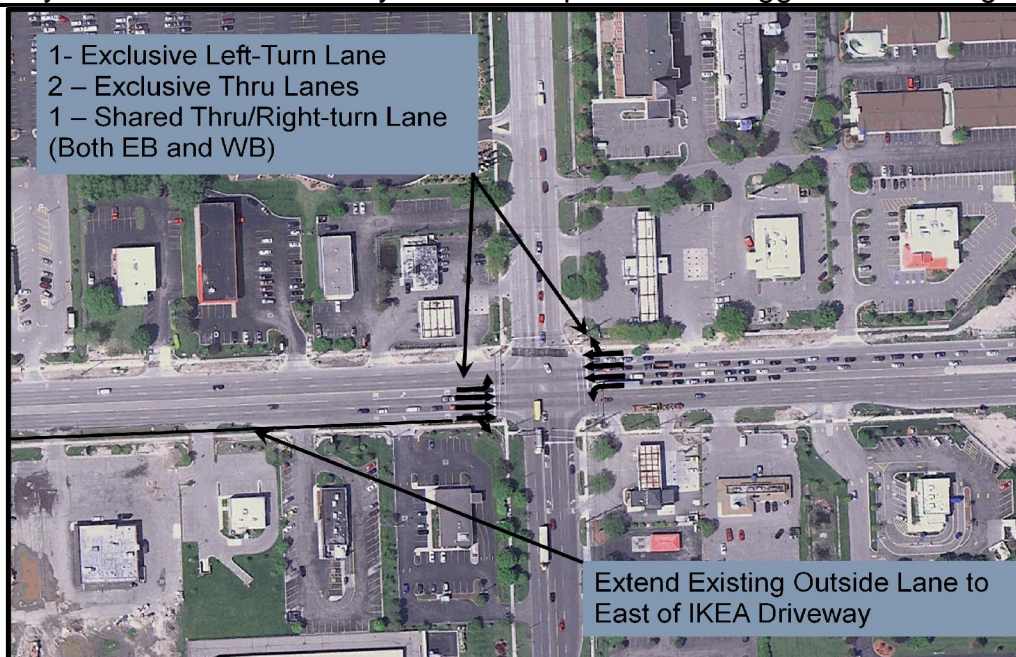 1- Exclusive Left-Turn Lane
2 – Exclusive Thru Lanes
1 – Shared Thru/Right-turn Lane
(Both EB and WB)
Extend Existing Outside Lane to
East of IKEA Driveway